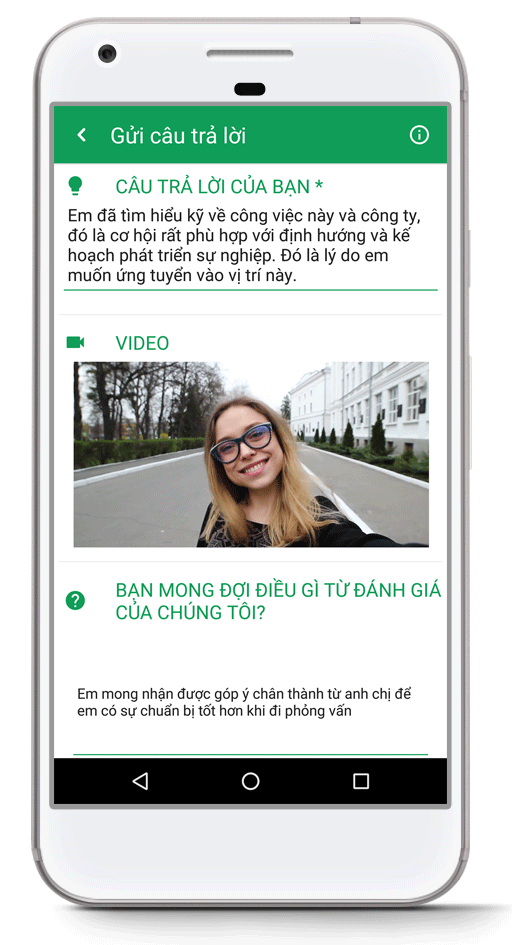 Gửi câu trả lời
CÂU TRẢ LỜI CỦA BẠN *
Em đã tìm hiểu kỹ về công việc này và công ty,
đó là cơ hội rất phù hợp với định hướng và kế
hoạch phát triển sự nghiệp. Đó là lý do em
muốn ứng tuyển vào vị trí này.
VIDEO
BẠN MONG ĐỢI ĐIỀU GÌ TỪ ĐÁNH GIÁ
CỦA CHÚNG TÔI?
Em mong nhận được góp ý chân thành từ anh chị để
em có sự chuẩn bị tốt hơn khi đi phỏng vấn